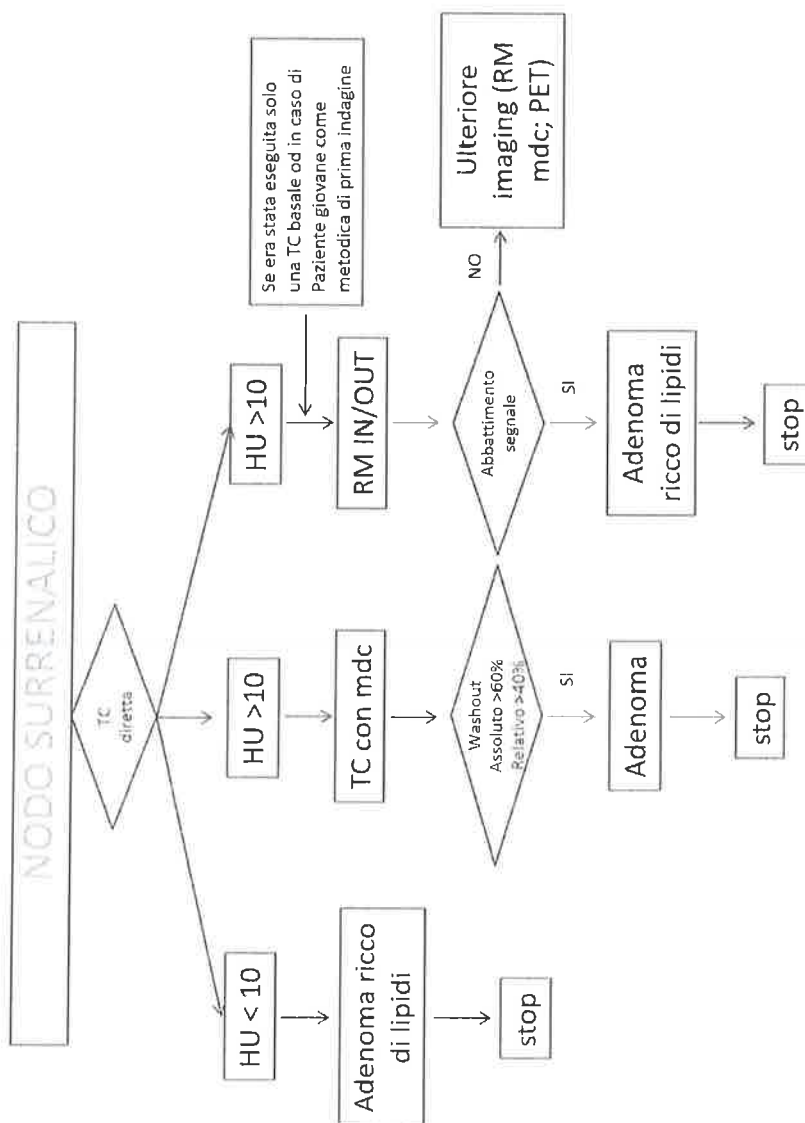 NODO SURRENALICO
TC
diretta
HU < 10
Adenoma ricco
di lipidi
stop
HU >10
TC con mdc
Washout
Assoluto >60%
Relativo >40%
SI
Adenoma
stop
HU >10
Se era stata eseguita solo
una TC basale od in caso di
Paziente giovane come
metodica di prima indagine
RM IN/OUT
Abbattimento
segnale
NO
Ulteriore
imaging (RM
mdc; PET)
SI
Adenoma
ricco di lipidi
stop